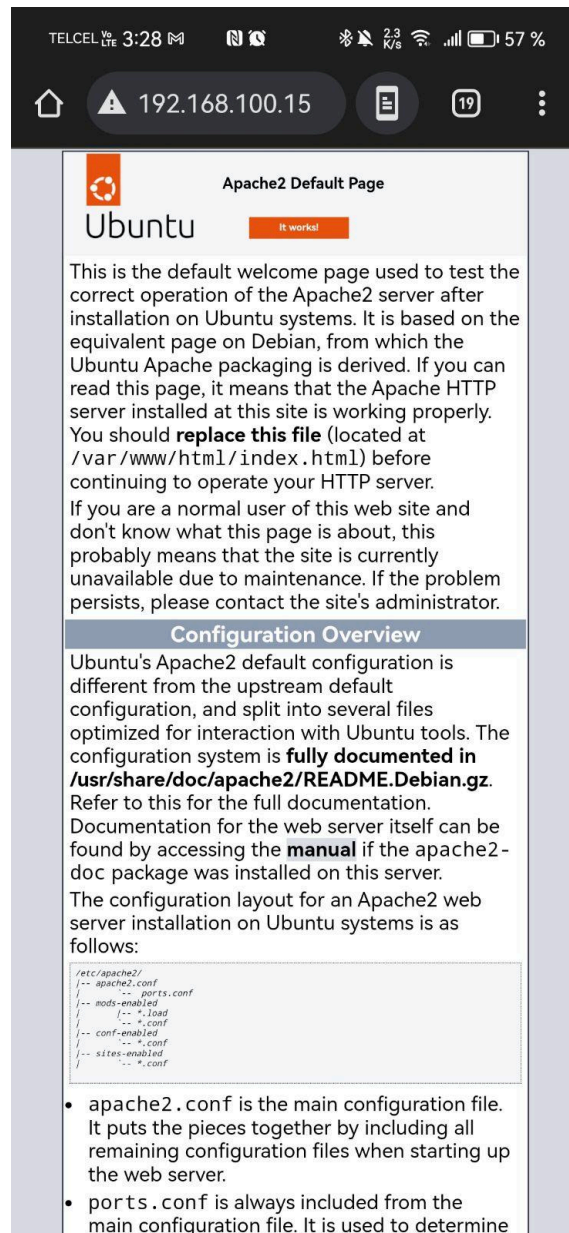 TELCEL Vo LTE 3:28 2.3 K/s 57 %
192.168.100.15 19
Apache2 Default Page
Ubuntu
It works!
This is the default welcome page used to test the
correct operation of the Apache2 server after
installation on Ubuntu systems. It is based on the
equivalent page on Debian, from which the
Ubuntu Apache packaging is derived. If you can
read this page, it means that the Apache HTTP
server installed at this site is working properly.
You should replace this file (located at
/var/www/html/index.html) before
continuing to operate your HTTP server.
If you are a normal user of this web site and
don't know what this page is about, this
probably means that the site is currently
unavailable due to maintenance. If the problem
persists, please contact the site's administrator.
Configuration Overview
Ubuntu's Apache2 default configuration is
different from the upstream default
configuration, and split into several files
optimized for interaction with Ubuntu tools. The
configuration system is fully documented in
/usr/share/doc/apache2/README.Debian.gz.
Refer to this for the full documentation.
Documentation for the web server itself can be
found by accessing the manual if the apache2-
doc package was installed on this server.
The configuration layout for an Apache2 web
server installation on Ubuntu systems is as
follows:
/etc/apache2/
|-- apache2.conf
|       `--  ports.conf
|-- mods-enabled
|       |-- *.load
|       `-- *.conf
|-- conf-enabled
|       `-- *.conf
|-- sites-enabled
|       `-- *.conf
• apache2.conf is the main configuration file.
It puts the pieces together by including all
remaining configuration files when starting up
the web server.
• ports.conf is always included from the
main configuration file. It is used to determine